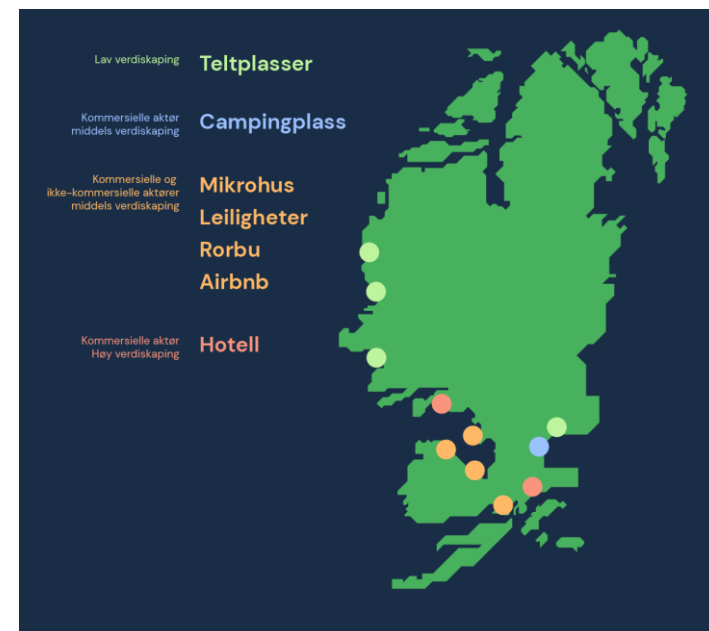 Lav verdiskaping
Teltplasser
Kommersielle aktør
middels verdiskaping
Campingplass
Kommersielle og
ikke-kommersielle aktører
middels verdiskaping
Mikrohus
Leiligheter
Rorbu
Airbnb
Kommersielle aktør
Høy verdiskaping
Hotell